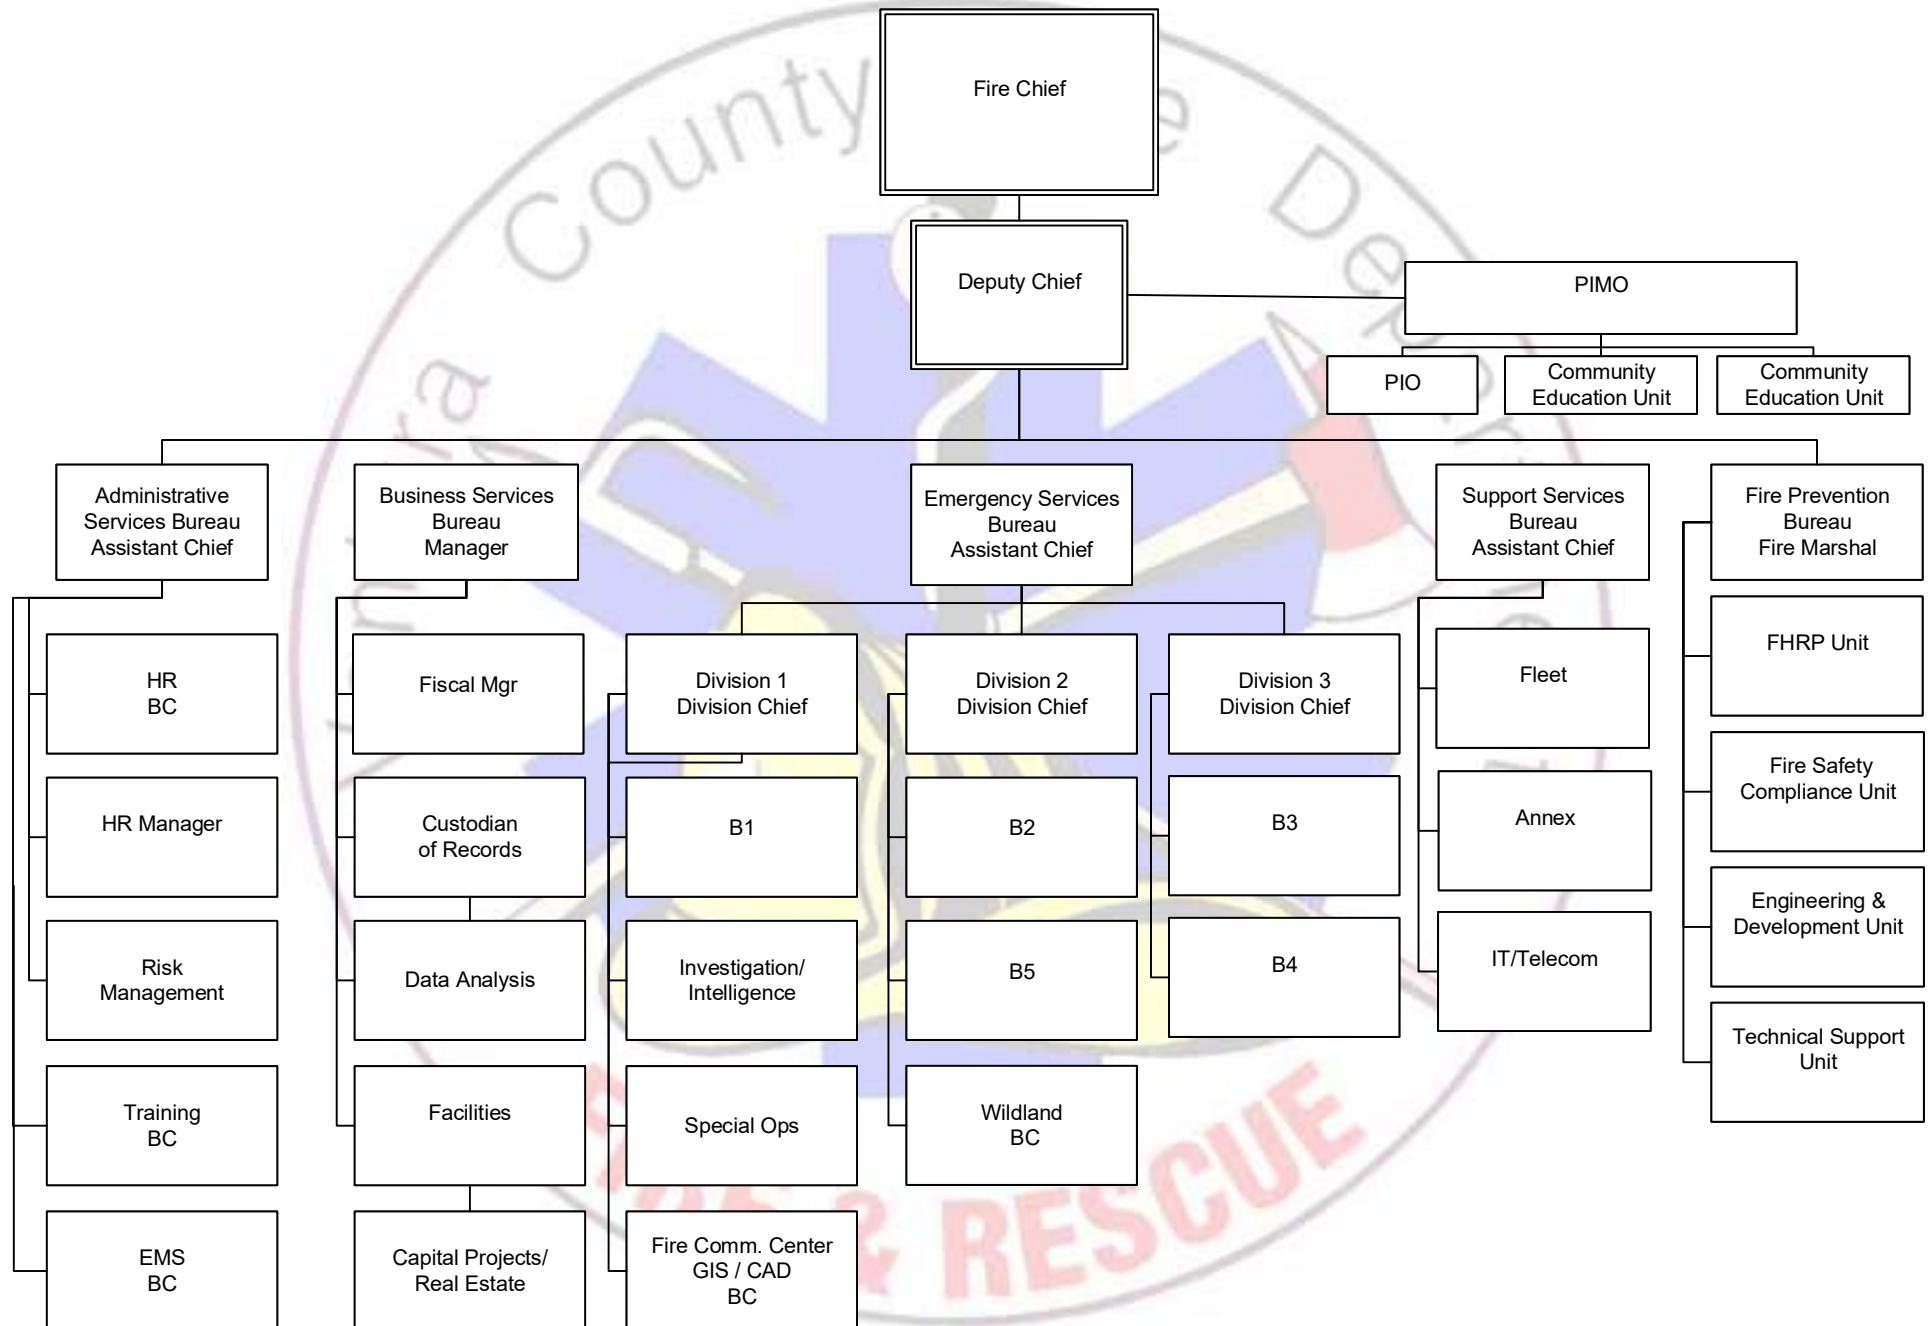 Fire Chief
Deputy Chief
PIMO
PIO
Community
Education Unit
Community
Education Unit
Administrative
Services Bureau
Assistant Chief
Business Services
Bureau
Manager
Emergency Services
Bureau
Assistant Chief
Support Services
Bureau
Assistant Chief
Fire Prevention
Bureau
Fire Marshal
HR
BC
HR Manager
Risk
Management
Training
BC
EMS
BC
Fiscal Mgr
Custodian
of Records
Data Analysis
Facilities
Capital Projects/
Real Estate
Division 1
Division Chief
B1
Investigation/
Intelligence
Special Ops
Fire Comm. Center
GIS / CAD
BC
Division 2
Division Chief
B2
B5
Wildland
BC
Division 3
Division Chief
B3
B4
Fleet
Annex
IT/Telecom
FHRP Unit
Fire Safety
Compliance Unit
Engineering &
Development Unit
Technical Support
Unit
County
& RESCUE